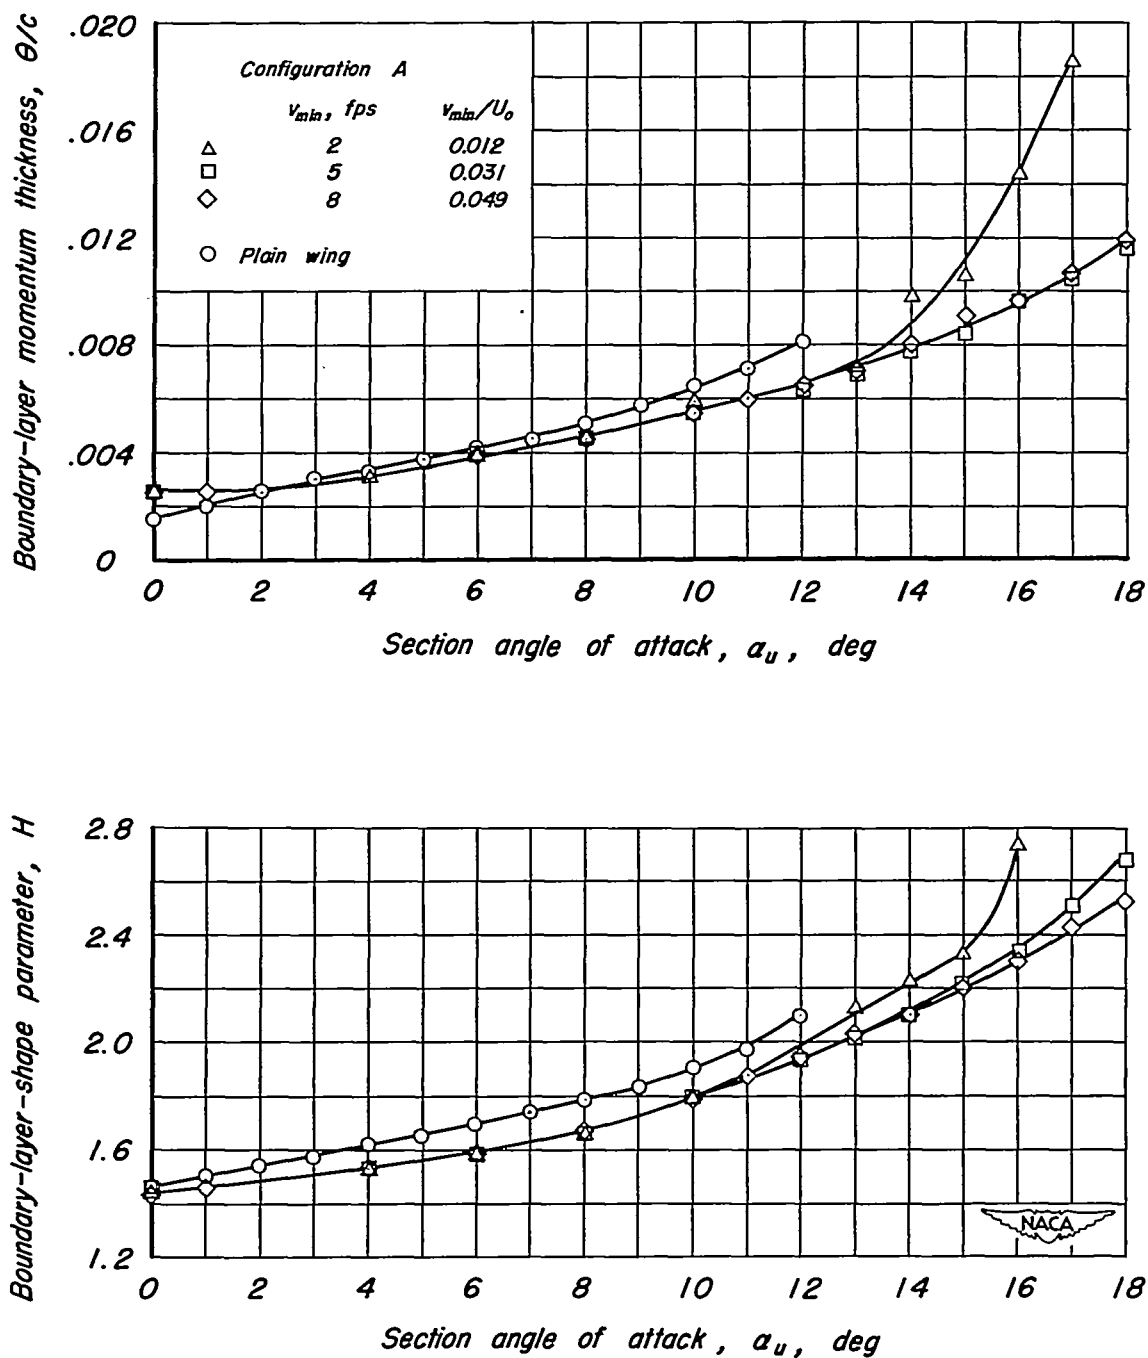 Boundary-layer momentum thickness, θ/c
.020
.016
.012
.008
.004
0
Configuration A
v_min, fps v_min/U_o
△ 2 0.012
□ 5 0.031
◇ 8 0.049
○ Plain wing
0 2 4 6 8 10 12 14 16 18
Section angle of attack, α_u, deg
Boundary-layer-shape parameter, H
2.8
2.4
2.0
1.6
1.2
NACA
0 2 4 6 8 10 12 14 16 18
Section angle of attack, α_u, deg